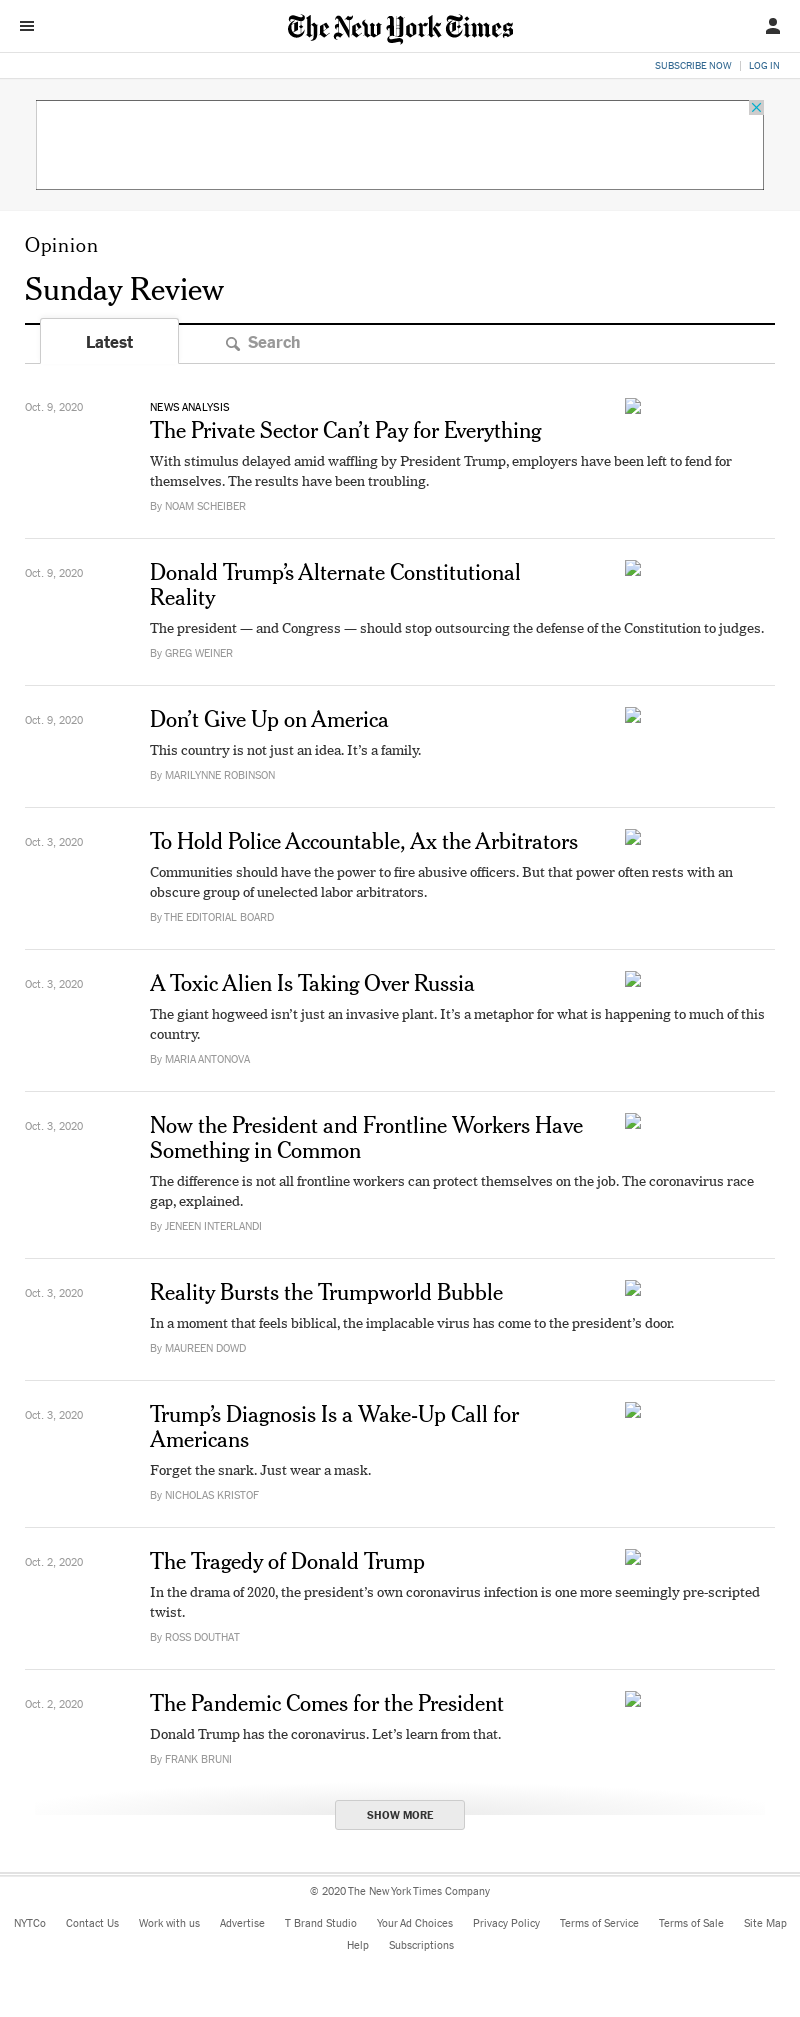 The New York Times
SUBSCRIBE NOW | LOG IN
Opinion
Sunday Review
Latest
Search
Oct. 9, 2020
NEWS ANALYSIS
The Private Sector Can’t Pay for Everything
With stimulus delayed amid waffling by President Trump, employers have been left to fend for
themselves. The results have been troubling.
By NOAM SCHEIBER
Oct. 9, 2020
Donald Trump’s Alternate Constitutional
Reality
The president — and Congress — should stop outsourcing the defense of the Constitution to judges.
By GREG WEINER
Oct. 9, 2020
Don’t Give Up on America
This country is not just an idea. It’s a family.
By MARILYNNE ROBINSON
Oct. 3, 2020
To Hold Police Accountable, Ax the Arbitrators
Communities should have the power to fire abusive officers. But that power often rests with an
obscure group of unelected labor arbitrators.
By THE EDITORIAL BOARD
Oct. 3, 2020
A Toxic Alien Is Taking Over Russia
The giant hogweed isn’t just an invasive plant. It’s a metaphor for what is happening to much of this
country.
By MARIA ANTONOVA
Oct. 3, 2020
Now the President and Frontline Workers Have
Something in Common
The difference is not all frontline workers can protect themselves on the job. The coronavirus race
gap, explained.
By JENEEN INTERLANDI
Oct. 3, 2020
Reality Bursts the Trumpworld Bubble
In a moment that feels biblical, the implacable virus has come to the president’s door.
By MAUREEN DOWD
Oct. 3, 2020
Trump’s Diagnosis Is a Wake-Up Call for
Americans
Forget the snark. Just wear a mask.
By NICHOLAS KRISTOF
Oct. 2, 2020
The Tragedy of Donald Trump
In the drama of 2020, the president’s own coronavirus infection is one more seemingly pre-scripted
twist.
By ROSS DOUTHAT
Oct. 2, 2020
The Pandemic Comes for the President
Donald Trump has the coronavirus. Let’s learn from that.
By FRANK BRUNI
SHOW MORE
© 2020 The New York Times Company
NYTCo Contact Us Work with us Advertise T Brand Studio Your Ad Choices Privacy Policy Terms of Service Terms of Sale Site Map
Help Subscriptions